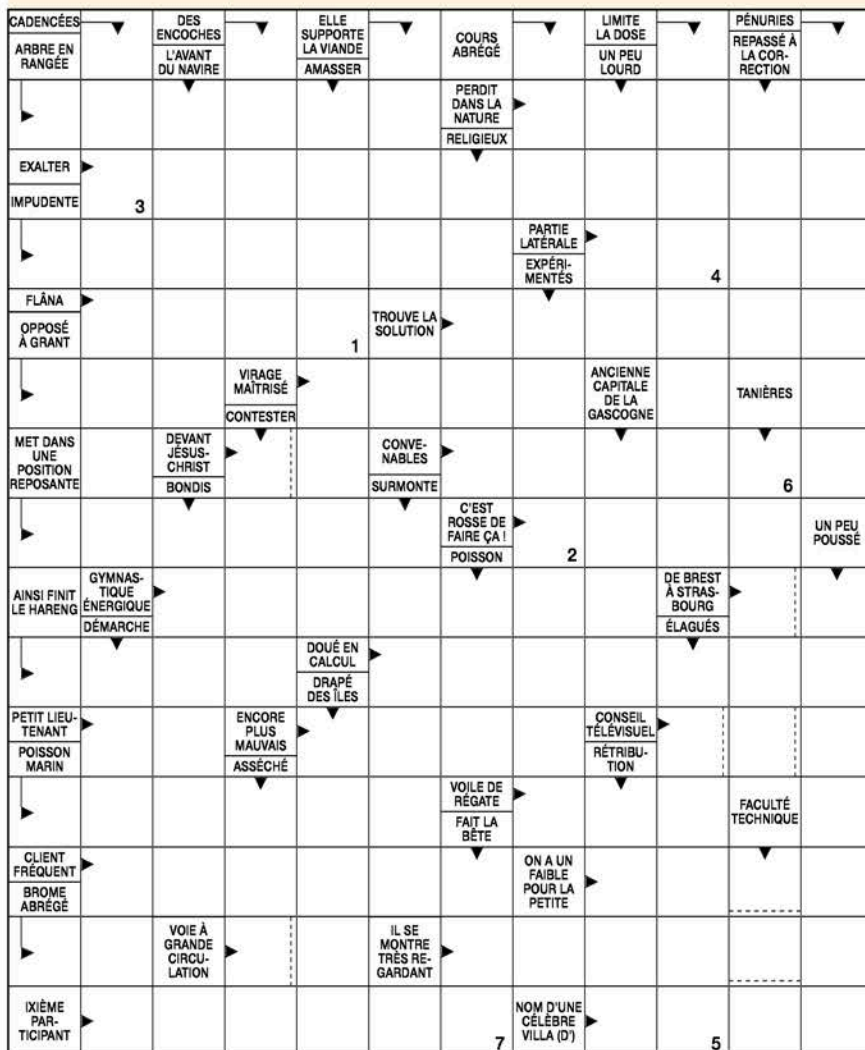 CADENCÉES
ARBRE EN
RANGÉE
DES
ENCOCHES
L'AVANT
DU NAVIRE
ELLE
SUPPORTE
LA VIANDE
AMASSER
COURS
ABRÉGÉ
LIMITE
LA DOSE
UN PEU
LOURD
PÉNURIES
REPASSÉ À
LA COR-
RECTION
PERDIT
DANS LA
NATURE
RELIGIEUX
EXALTER
IMPUDENTE
3
PARTIE
LATÉRALE
EXPÉRI-
MENTÉS
4
FLÂNA
OPPOSÉ
À GRANT
1
TROUVE LA
SOLUTION
VIRAGE
MAÎTRISÉ
CONTESTER
ANCIENNE
CAPITALE
DE LA
GASCOGNE
TANIÈRES
MET DANS
UNE
POSITION
REPOSANTE
DEVANT
JÉSUS-
CHRIST
BONDIS
CONVE-
NABLES
SURMONTE
6
C'EST
ROSSE DE
FAIRE ÇA !
POISSON
2
UN PEU
POUSSÉ
AINSI FINIT
LE HARENG
GYMNAS-
TIQUE
ÉNERGIQUE
DÉMARCHE
DE BREST
À STRAS-
BOURG
ÉLAGUÉS
DOUÉ EN
CALCUL
DRAPÉ
DES ÎLES
PETIT LIEU-
TENANT
POISSON
MARIN
ENCORE
PLUS
MAUVAIS
ASSÉCHÉ
CONSEIL
TÉLÉVISUEL
RÉTRIBU-
TION
VOILE DE
RÉGATE
FAIT LA
BÊTE
FACULTÉ
TECHNIQUE
CLIENT
FRÉQUENT
BROME
ABRÉGÉ
ON A UN
FAIBLE
POUR LA
PETITE
VOIE À
GRANDE
CIRCU-
LATION
IL SE
MONTRE
TRÈS RE-
GARDANT
IXIÈME
PAR-
TICIPANT
7
NOM D'UNE
CÉLÈBRE
VILLA (D')
5